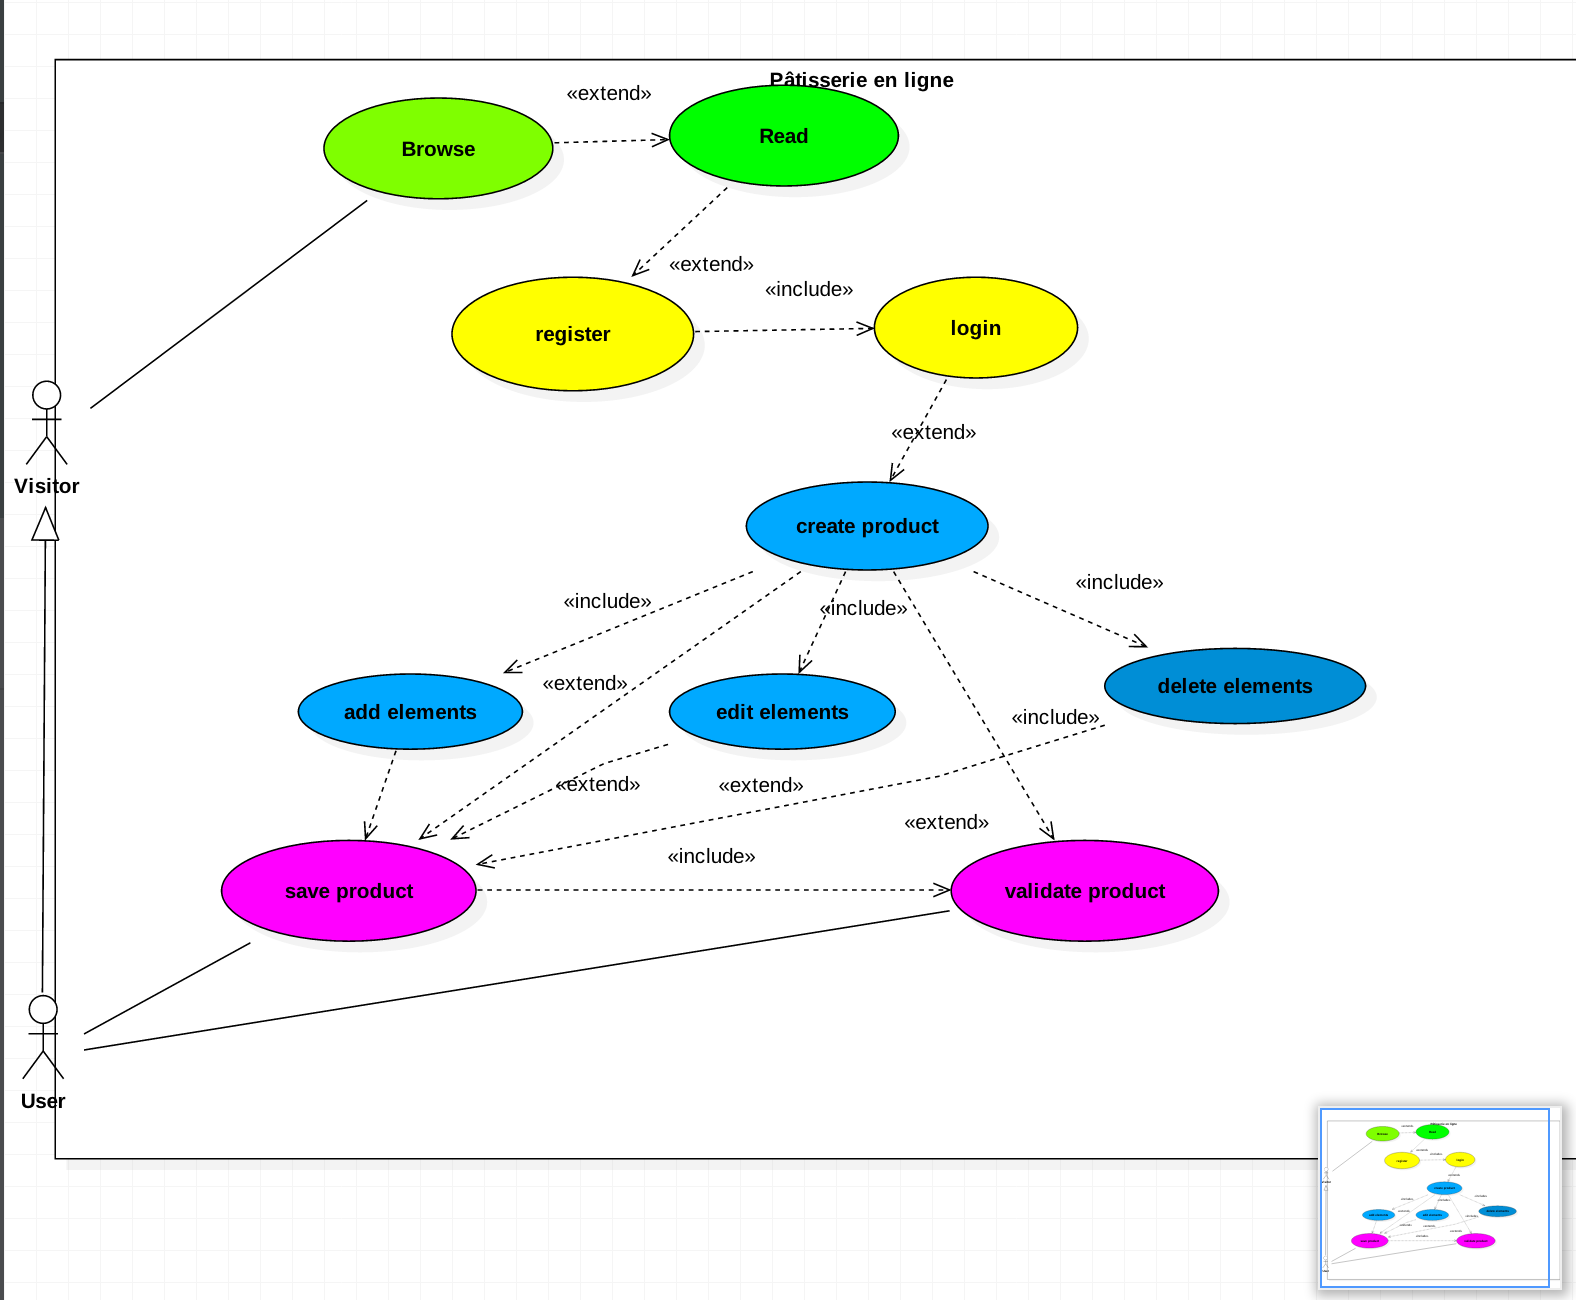 Pâtisserie en ligne
«extend»
Browse
Read
«extend»
«include»
register
login
«extend»
Visitor
create product
«include»
«include»
«include»
«extend»
delete elements
add elements
edit elements
«include»
«extend»
«extend»
«extend»
«include»
save product
validate product
User